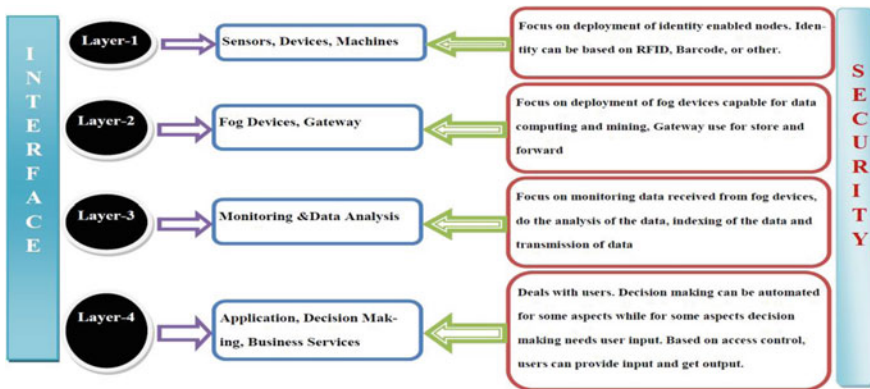 INTERFACE
Layer-1
Sensors, Devices, Machines
Focus on deployment of identity enabled nodes. Iden-
tity can be based on RFID, Barcode, or other.
Layer-2
Fog Devices, Gateway
Focus on deployment of fog devices capable for data
computing and mining, Gateway use for store and
forward
Layer-3
Monitoring &Data Analysis
Focus on monitoring data received from fog devices,
do the analysis of the data, indexing of the data and
transmission of data
Layer-4
Application, Decision Mak-
ing, Business Services
Deals with users. Decision making can be automated
for some aspects while for some aspects decision
making needs user input. Based on access control,
users can provide input and get output.
SECURITY